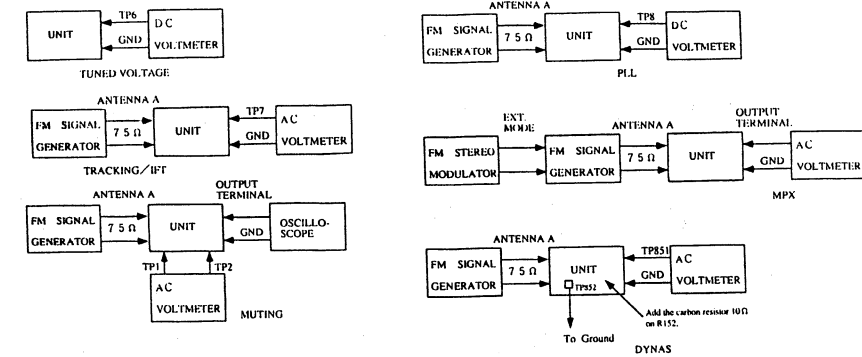 UNIT
TP6
GND
DC
VOLTMETER
TUNED VOLTAGE
ANTENNA A
FM SIGNAL
GENERATOR
75Ω
UNIT
TP7
GND
AC
VOLTMETER
TRACKING/IFT
ANTENNA A
FM SIGNAL
GENERATOR
75Ω
UNIT
OUTPUT
TERMINAL
GND
OSCILLO-
SCOPE
TP1
TP2
AC
VOLTMETER
MUTING
ANTENNA A
FM SIGNAL
GENERATOR
75Ω
UNIT
TP8
GND
DC
VOLTMETER
PLL
FM STEREO
MODULATOR
EXT.
MODE
FM SIGNAL
GENERATOR
ANTENNA A
75Ω
UNIT
OUTPUT
TERMINAL
GND
AC
VOLTMETER
MPX
ANTENNA A
FM SIGNAL
GENERATOR
75Ω
UNIT
TP852
TP851
GND
AC
VOLTMETER
Add the carbon resistor 10Ω
on R152.
To Ground
DYNAS